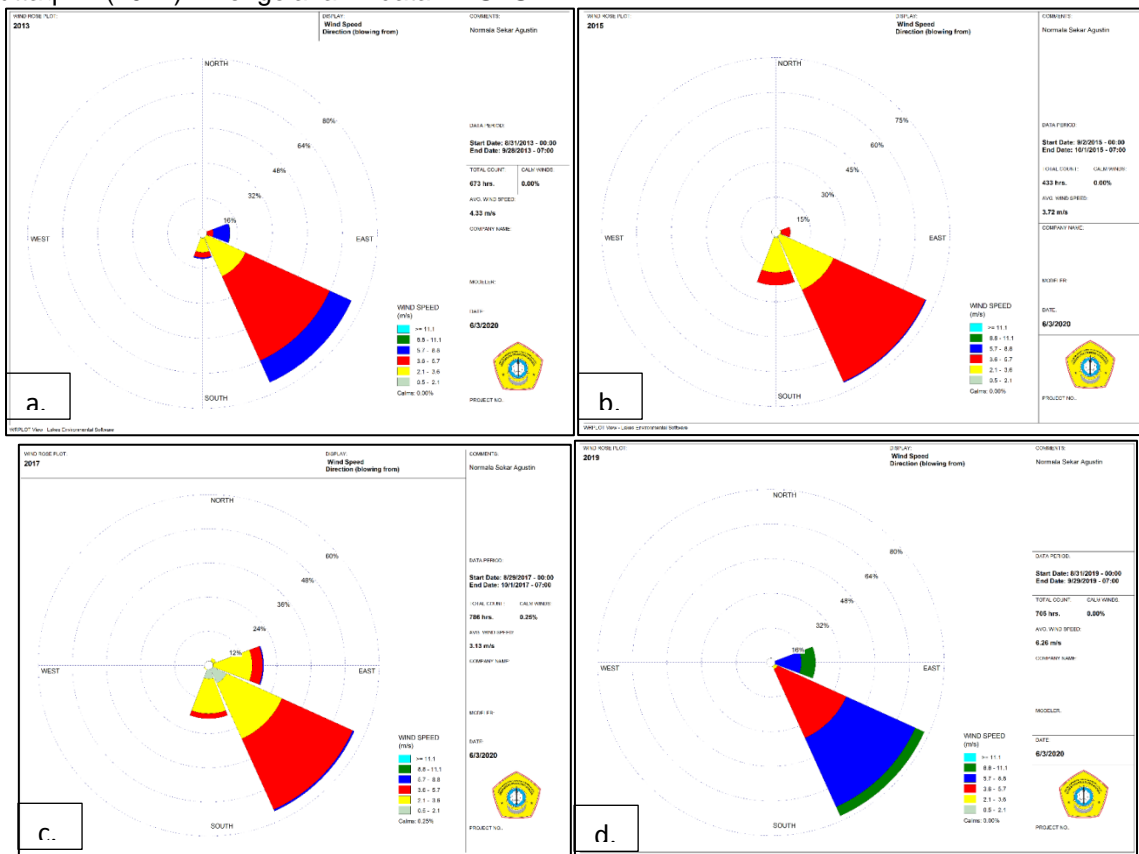 WIND ROSE PLOT:
2013
DISPLAY:
Wind Speed
Direction (blowing from)
COMMENTS:
Normala Sekar Agustin
NORTH
80%
64%
48%
32%
16%
WEST
EAST
SOUTH
DATA PERIOD:
Start Date: 8/31/2013 - 00:00
End Date: 9/28/2013 - 07:00
TOTAL COUNT:
CALM WINDS:
673 hrs.
0.00%
AVG. WIND SPEED:
4.33 m/s
COMPANY NAME:
MODELER:
DATE:
6/3/2020
PROJECT NO.:
WIND SPEED
(m/s)
>= 11.1
8.8 - 11.1
5.7 - 8.8
3.6 - 5.7
2.1 - 3.6
0.5 - 2.1
Calms: 0.00%
a.
WRPLOT View - Lakes Environmental Software
WIND ROSE PLOT:
2015
DISPLAY:
Wind Speed
Direction (blowing from)
COMMENTS:
Normala Sekar Agustin
NORTH
75%
60%
45%
30%
15%
WEST
EAST
SOUTH
DATA PERIOD:
Start Date: 9/2/2015 - 00:00
End Date: 10/1/2015 - 07:00
TOTAL COUNT:
CALM WINDS:
433 hrs.
0.00%
AVG. WIND SPEED:
3.72 m/s
COMPANY NAME:
MODELER:
DATE:
6/3/2020
PROJECT NO.:
WIND SPEED
(m/s)
>= 11.1
8.8 - 11.1
5.7 - 8.8
3.6 - 5.7
2.1 - 3.6
0.5 - 2.1
Calms: 0.00%
b.
WRPLOT View - Lakes Environmental Software
WIND ROSE PLOT:
2017
DISPLAY:
Wind Speed
Direction (blowing from)
COMMENTS:
Normala Sekar Agustin
NORTH
60%
48%
36%
24%
12%
WEST
EAST
SOUTH
DATA PERIOD:
Start Date: 8/29/2017 - 00:00
End Date: 10/1/2017 - 07:00
TOTAL COUNT:
CALM WINDS:
786 hrs.
0.25%
AVG. WIND SPEED:
3.13 m/s
COMPANY NAME:
MODELER:
DATE:
6/3/2020
PROJECT NO.:
WIND SPEED
(m/s)
>= 11.1
8.8 - 11.1
5.7 - 8.8
3.6 - 5.7
2.1 - 3.6
0.5 - 2.1
Calms: 0.25%
c.
WIND ROSE PLOT:
2019
DISPLAY:
Wind Speed
Direction (blowing from)
COMMENTS:
Normala Sekar Agustin
NORTH
80%
64%
48%
32%
16%
WEST
EAST
SOUTH
DATA PERIOD:
Start Date: 8/31/2019 - 00:00
End Date: 9/29/2019 - 07:00
TOTAL COUNT:
CALM WINDS:
705 hrs.
0.00%
AVG. WIND SPEED:
6.26 m/s
COMPANY NAME:
MODELER:
DATE:
6/3/2020
PROJECT NO.:
WIND SPEED
(m/s)
>= 11.1
8.8 - 11.1
5.7 - 8.8
3.6 - 5.7
2.1 - 3.6
0.5 - 2.1
Calms: 0.00%
d.